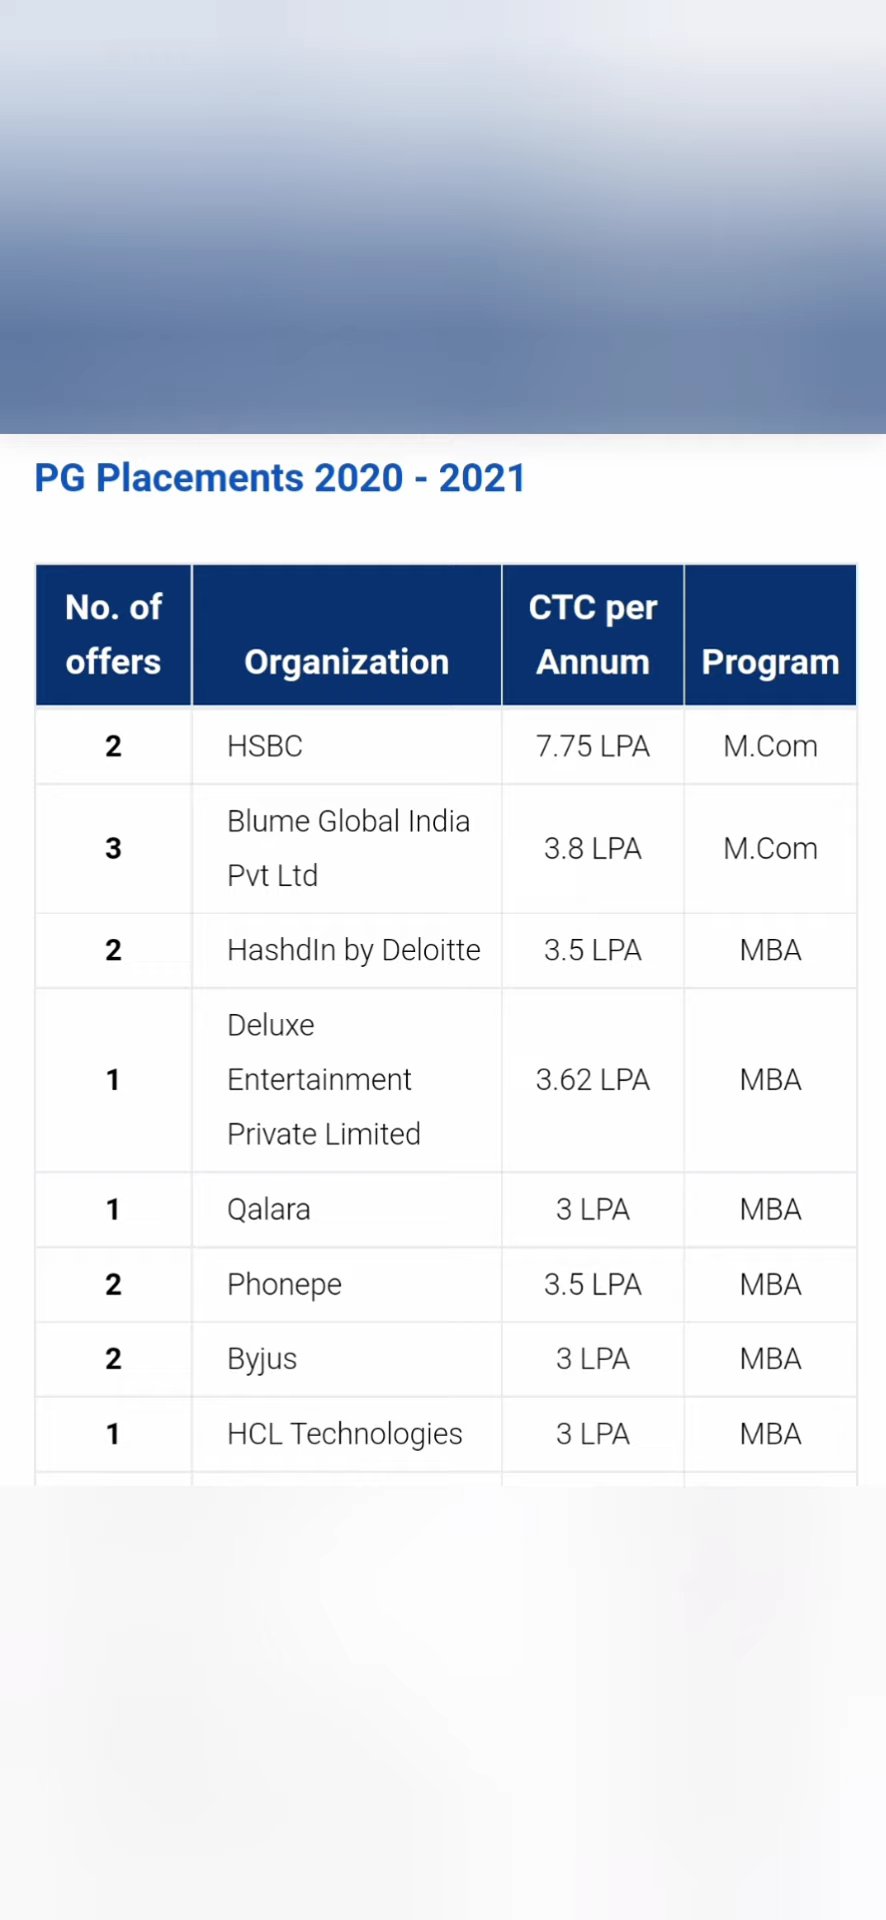 PG Placements 2020 - 2021
No. of offers Organization CTC per Annum Program
2 HSBC 7.75 LPA M.Com
3 Blume Global India Pvt Ltd 3.8 LPA M.Com
2 HashdIn by Deloitte 3.5 LPA MBA
1 Deluxe Entertainment Private Limited 3.62 LPA MBA
1 Qalara 3 LPA MBA
2 Phonepe 3.5 LPA MBA
2 Byjus 3 LPA MBA
1 HCL Technologies 3 LPA MBA